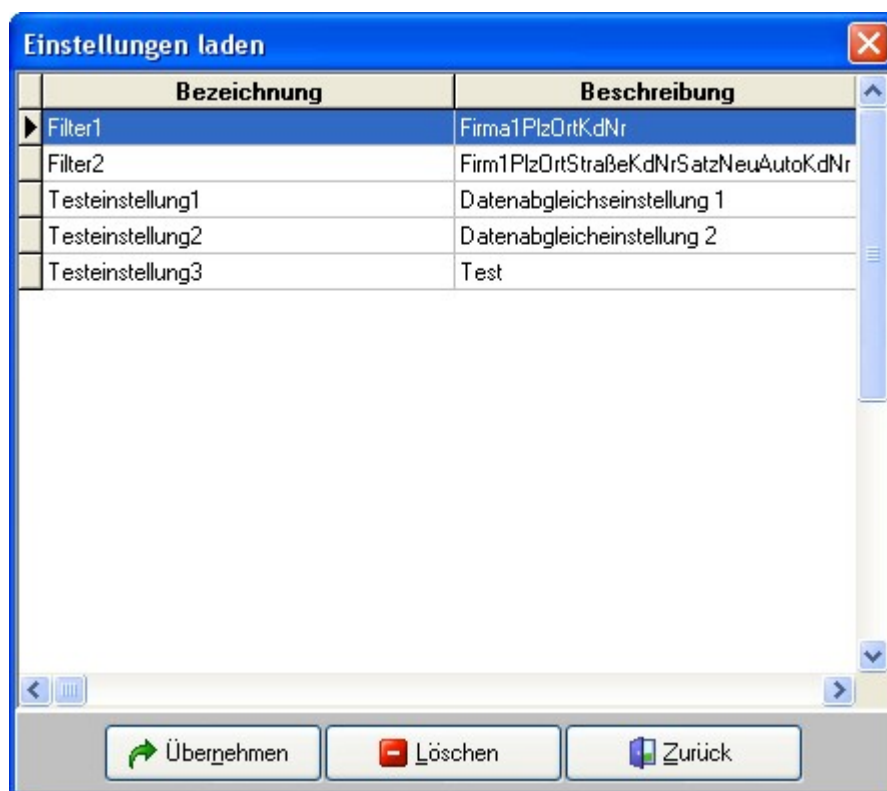 Einstellungen laden
Bezeichnung Beschreibung
Filter1 Firma1PlzOrtKdNr
Filter2 Firm1PlzOrtStraßeKdNrSatzNeuAutoKdNr
Testeinstellung1 Datenabgleichseinstellung 1
Testeinstellung2 Datenabgleicheinstellung 2
Testeinstellung3 Test
Übernehmen Löschen Zurück